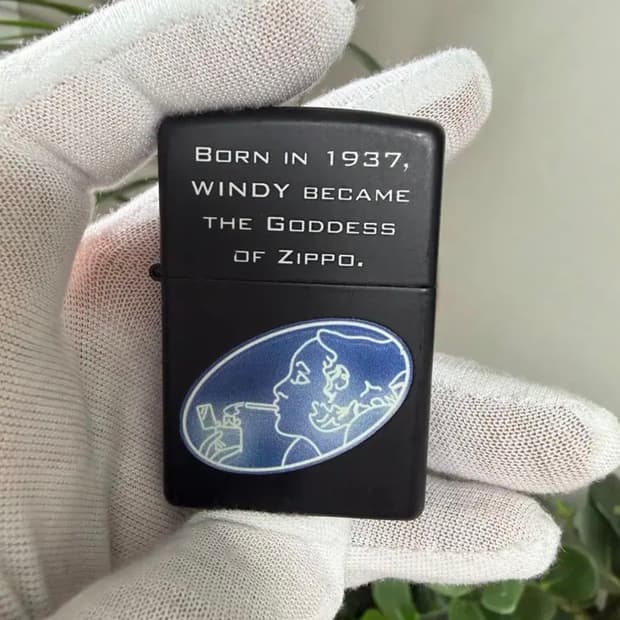 Born in 1937,
WINDY became
the Goddess
of Zippo.